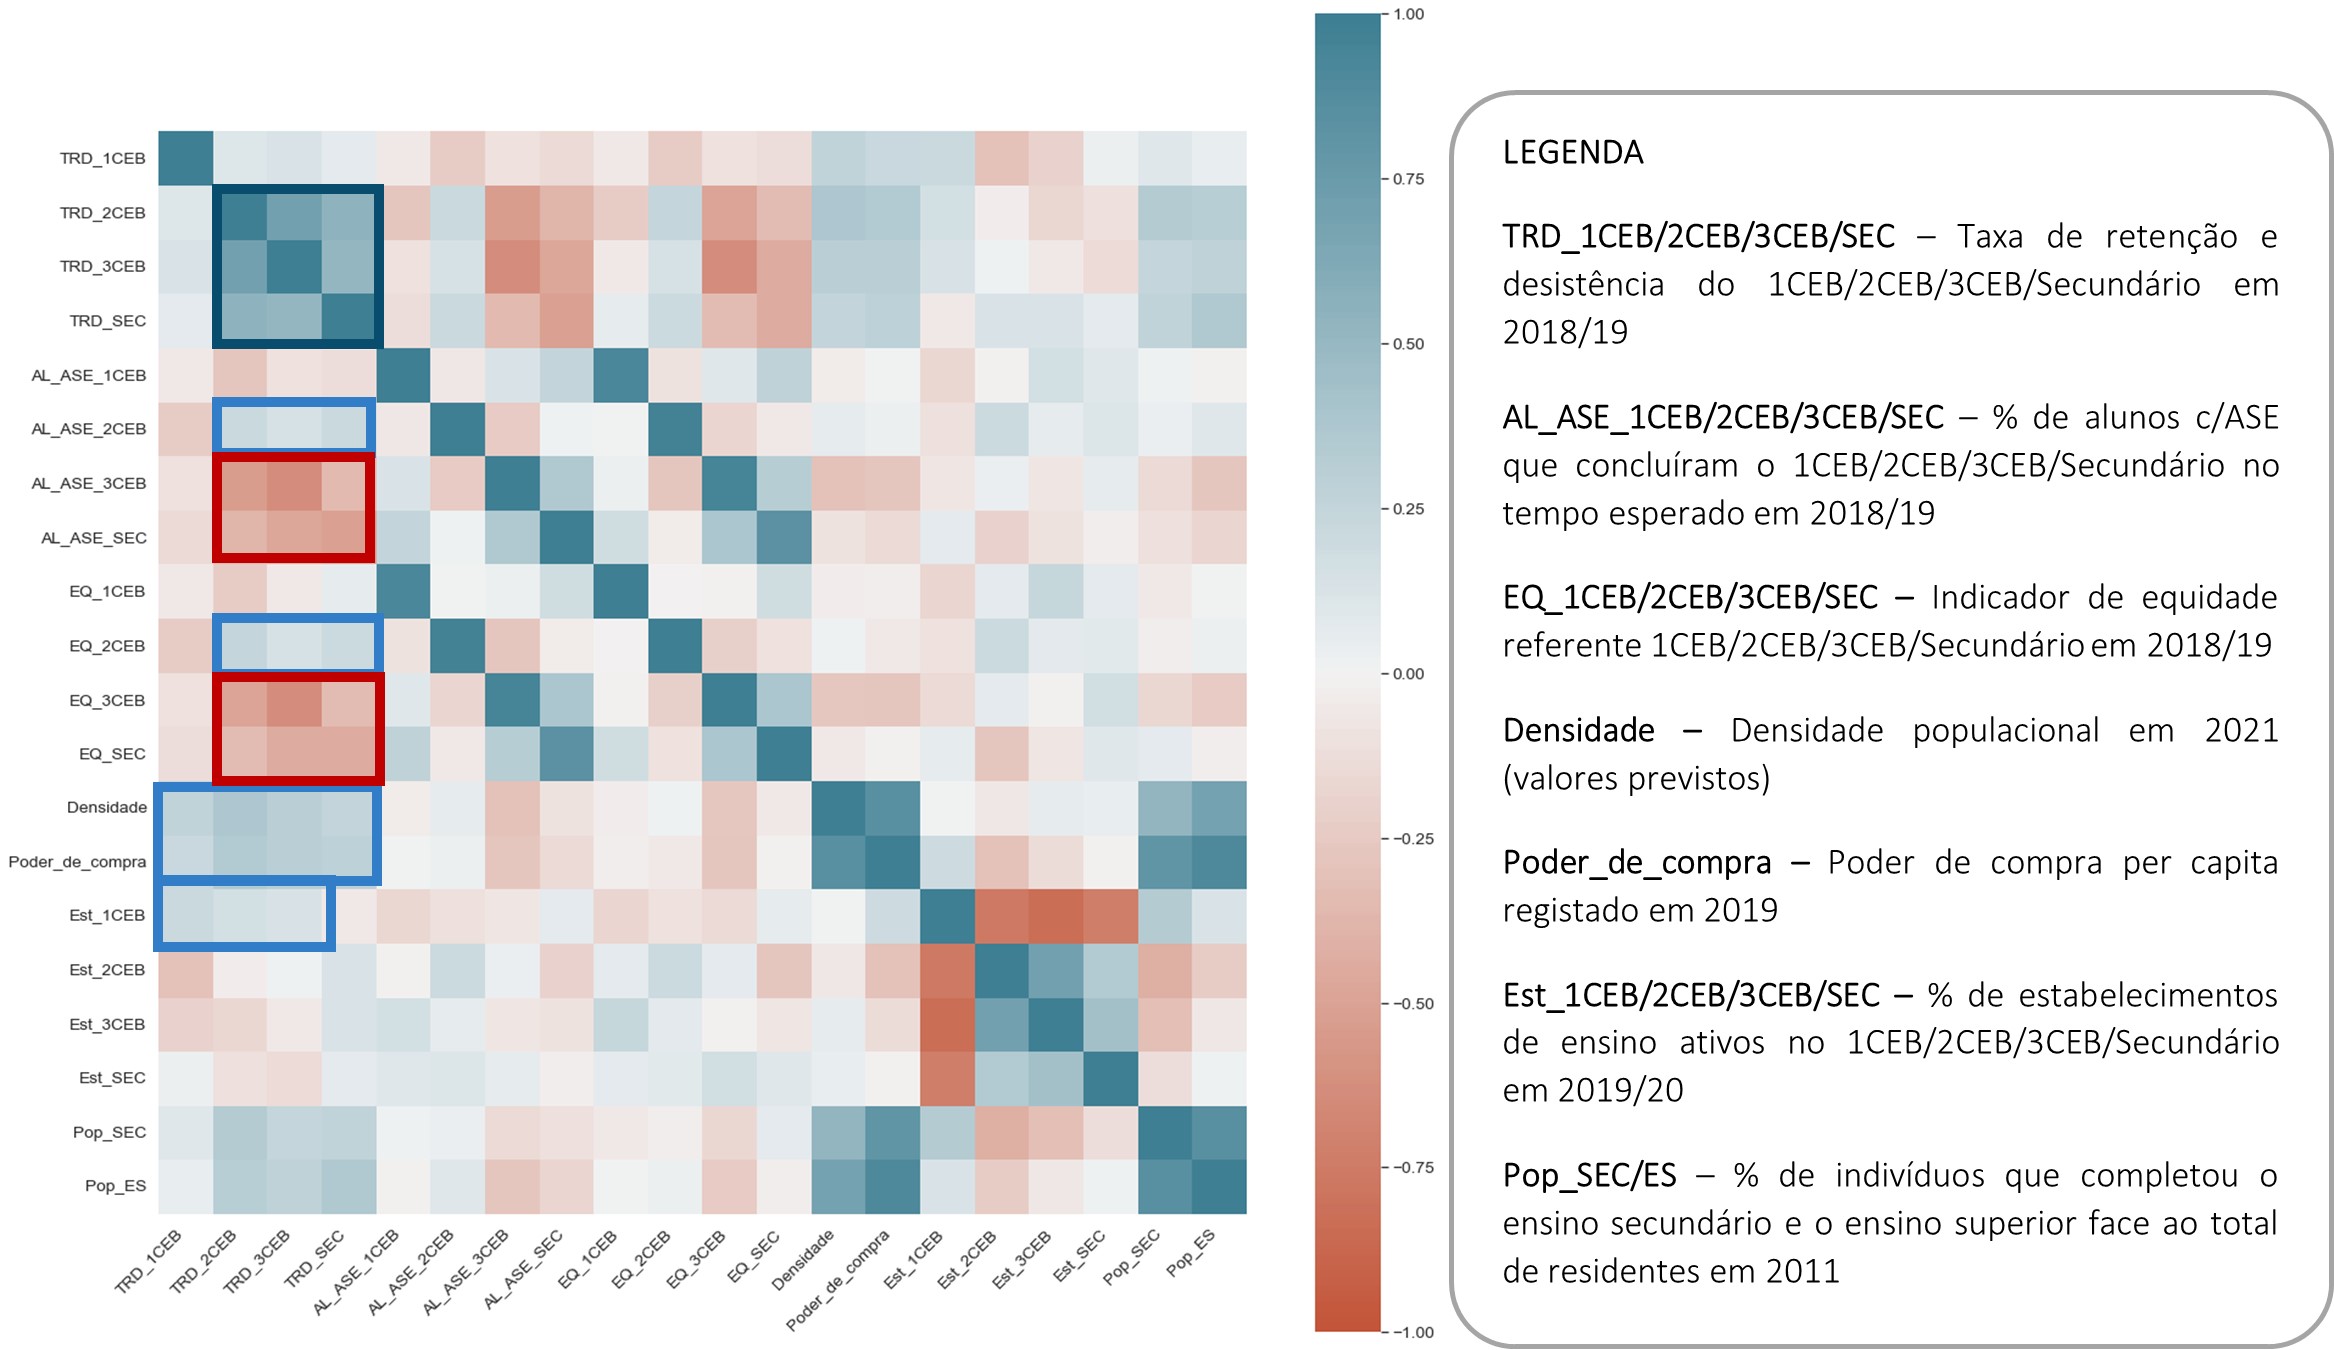 TRD_1CEB
TRD_2CEB
TRD_3CEB
TRD_SEC
AL_ASE_1CEB
AL_ASE_2CEB
AL_ASE_3CEB
AL_ASE_SEC
EQ_1CEB
EQ_2CEB
EQ_3CEB
EQ_SEC
Densidade
Poder_de_compra
Est_1CEB
Est_2CEB
Est_3CEB
Est_SEC
Pop_SEC
Pop_ES
TRD_1CEB
TRD_2CEB
TRD_3CEB
TRD_SEC
AL_ASE_1CEB
AL_ASE_2CEB
AL_ASE_3CEB
AL_ASE_SEC
EQ_1CEB
EQ_2CEB
EQ_3CEB
EQ_SEC
Densidade
Poder_de_compra
Est_1CEB
Est_2CEB
Est_3CEB
Est_SEC
Pop_SEC
Pop_ES
1.00
0.75
0.50
0.25
0.00
−0.25
−0.50
−0.75
−1.00
LEGENDA
TRD_1CEB/2CEB/3CEB/SEC – Taxa de retenção e
desistência do 1CEB/2CEB/3CEB/Secundário em
2018/19
AL_ASE_1CEB/2CEB/3CEB/SEC – % de alunos c/ASE
que concluíram o 1CEB/2CEB/3CEB/Secundário no
tempo esperado em 2018/19
EQ_1CEB/2CEB/3CEB/SEC – Indicador de equidade
referente 1CEB/2CEB/3CEB/Secundário em 2018/19
Densidade – Densidade populacional em 2021
(valores previstos)
Poder_de_compra – Poder de compra per capita
registado em 2019
Est_1CEB/2CEB/3CEB/SEC – % de estabelecimentos
de ensino ativos no 1CEB/2CEB/3CEB/Secundário
em 2019/20
Pop_SEC/ES – % de indivíduos que completou o
ensino secundário e o ensino superior face ao total
de residentes em 2011